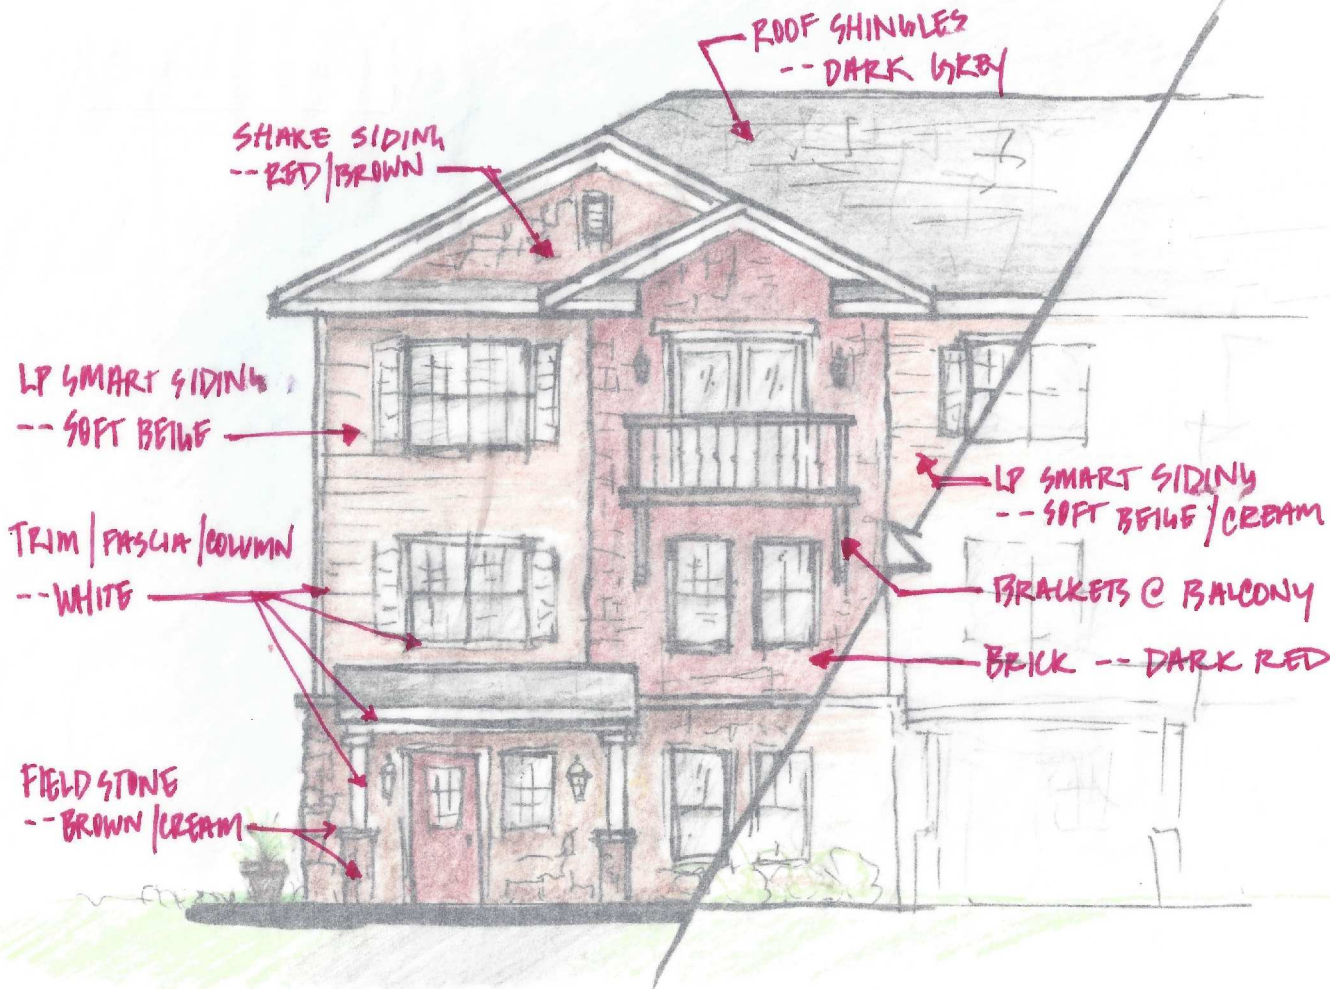 ROOF SHINGLES
-- DARK GREY
SHAKE SIDING
-- RED/BROWN
LP SMART SIDING
-- SOFT BEIGE
TRIM/FASCIA/COLUMN
-- WHITE
FIELD STONE
-- BROWN/CREAM
LP SMART SIDING
-- SOFT BEIGE/CREAM
BRACKETS @ BALCONY
BRICK -- DARK RED